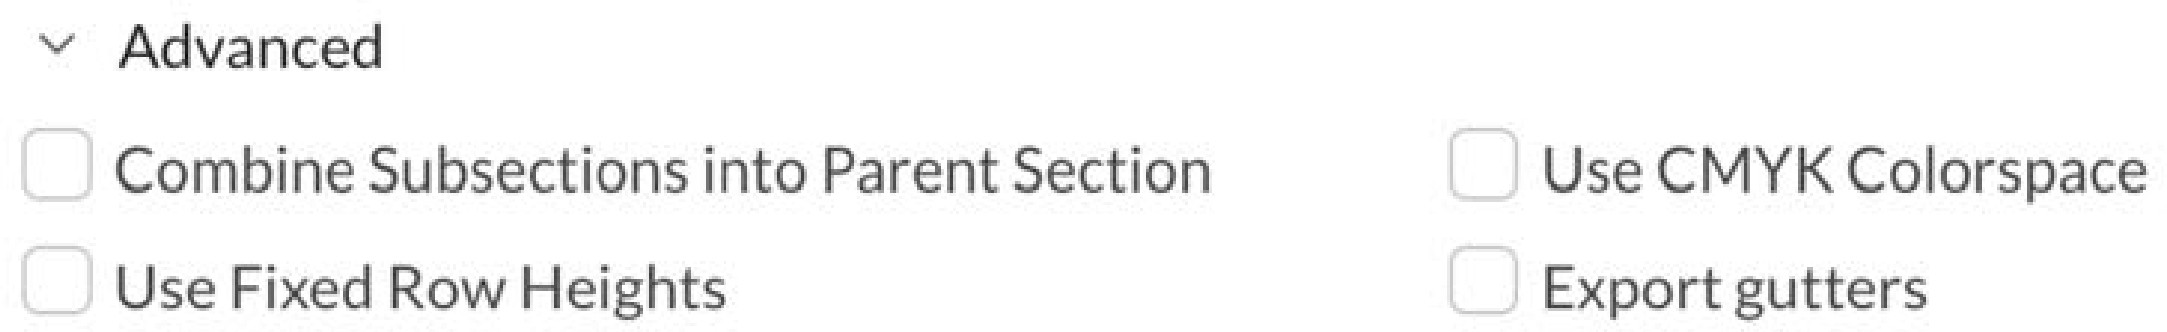 Advanced
Combine Subsections into Parent Section
Use CMYK Colorspace
Use Fixed Row Heights
Export gutters